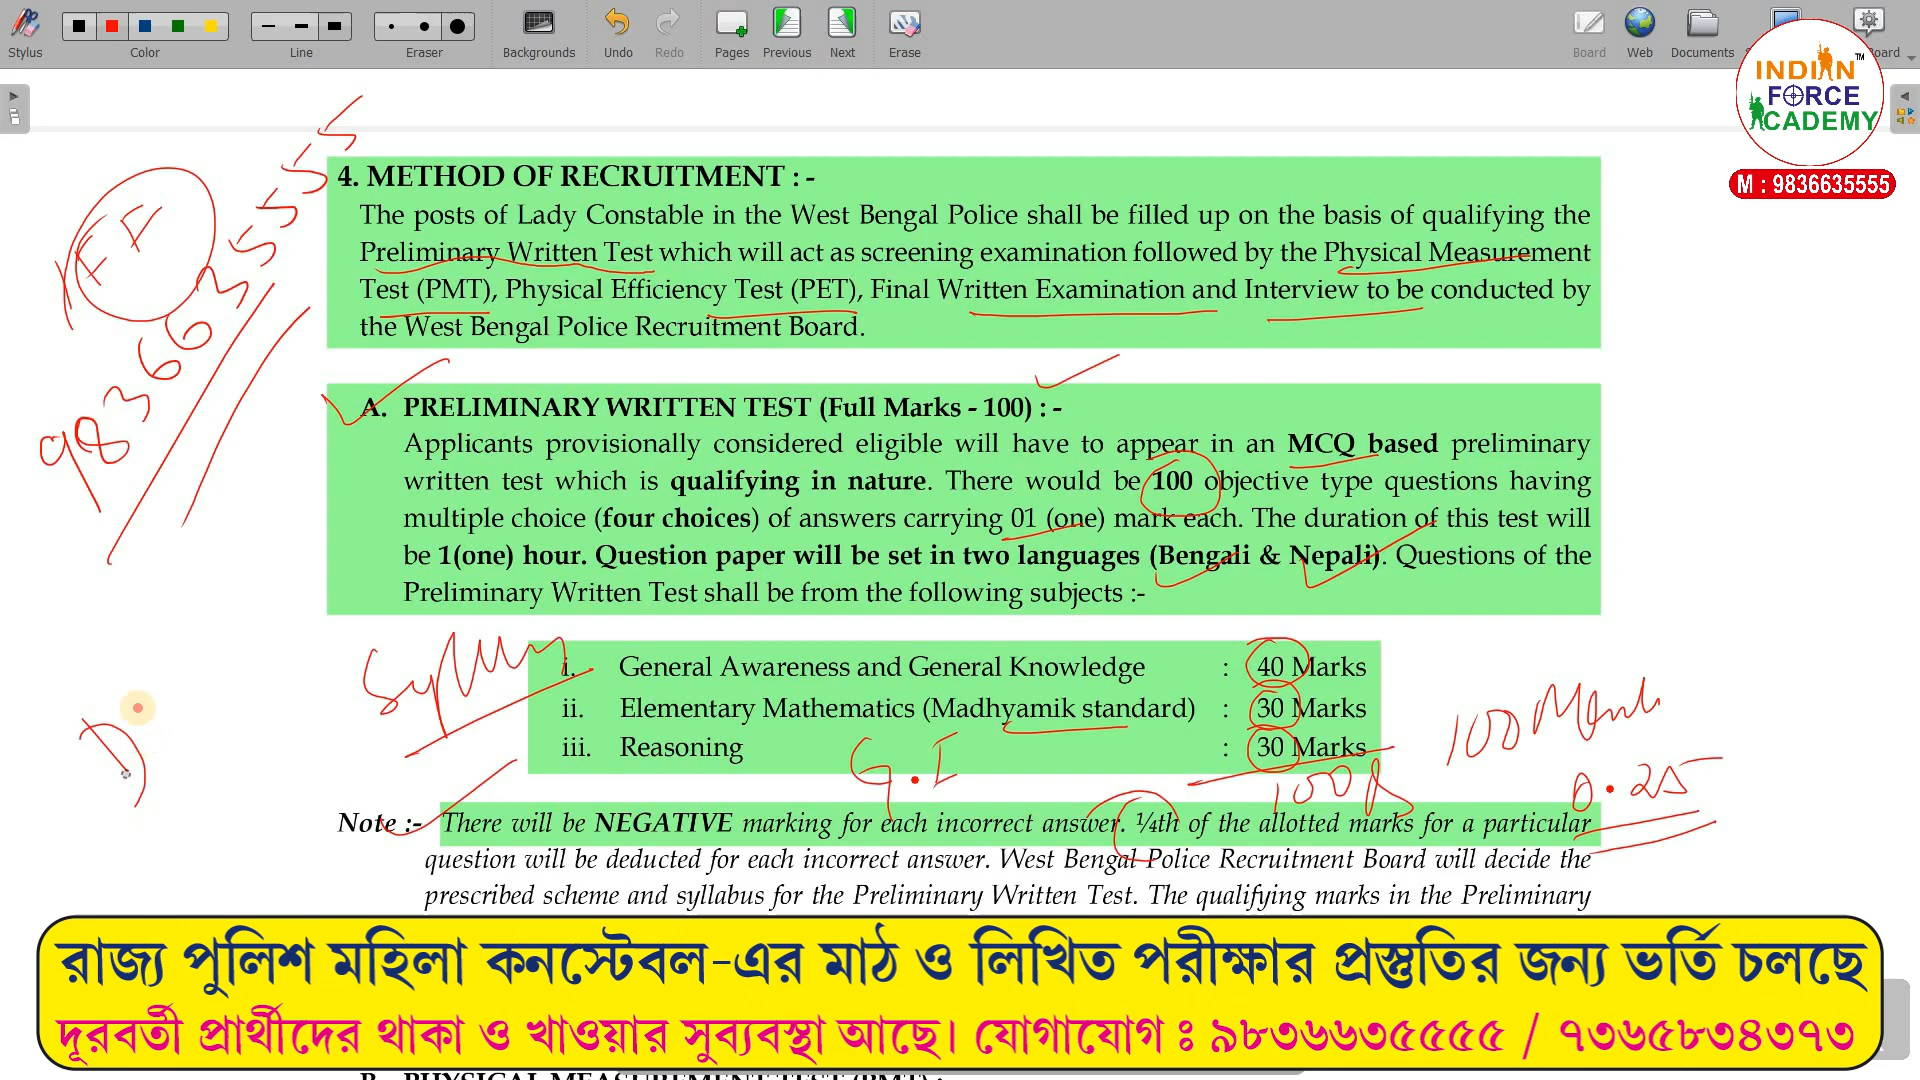 Stylus
Color
Line
Eraser
Backgrounds
Undo
Redo
Pages
Previous
Next
Erase
Board
Web
Documents
INDIAN
FORCE
ACADEMY
TM
M : 9836635555
4. METHOD OF RECRUITMENT : -
The posts of Lady Constable in the West Bengal Police shall be filled up on the basis of qualifying the
Preliminary Written Test which will act as screening examination followed by the Physical Measurement
Test (PMT), Physical Efficiency Test (PET), Final Written Examination and Interview to be conducted by
the West Bengal Police Recruitment Board.
9836635555
A. PRELIMINARY WRITTEN TEST (Full Marks - 100) : -
Applicants provisionally considered eligible will have to appear in an MCQ based preliminary
written test which is qualifying in nature. There would be 100 objective type questions having
multiple choice (four choices) of answers carrying 01 (one) mark each. The duration of this test will
be 1(one) hour. Question paper will be set in two languages (Bengali & Nepali). Questions of the
Preliminary Written Test shall be from the following subjects :-
i. General Awareness and General Knowledge : 40 Marks
ii. Elementary Mathematics (Madhyamik standard) : 30 Marks
iii. Reasoning : 30 Marks
G.I
100
100 Marks
0.25
Note :- There will be NEGATIVE marking for each incorrect answer. ¼th of the allotted marks for a particular
question will be deducted for each incorrect answer. West Bengal Police Recruitment Board will decide the
prescribed scheme and syllabus for the Preliminary Written Test. The qualifying marks in the Preliminary
রাজ্য পুলিশ মহিলা কনস্টেবল-এর মাঠ ও লিখিত পরীক্ষার প্রস্তুতির জন্য ভর্তি চলছে
দূরবর্তী প্রার্থীদের থাকা ও খাওয়ার সুব্যবস্থা আছে। যোগাযোগ ঃ ৯৮৩৬৬৩৫৫৫৫ / ৭৩৬৫৮৩৪৩৭৩
B. PHYSICAL MEASUREMENT TEST (PMT) :